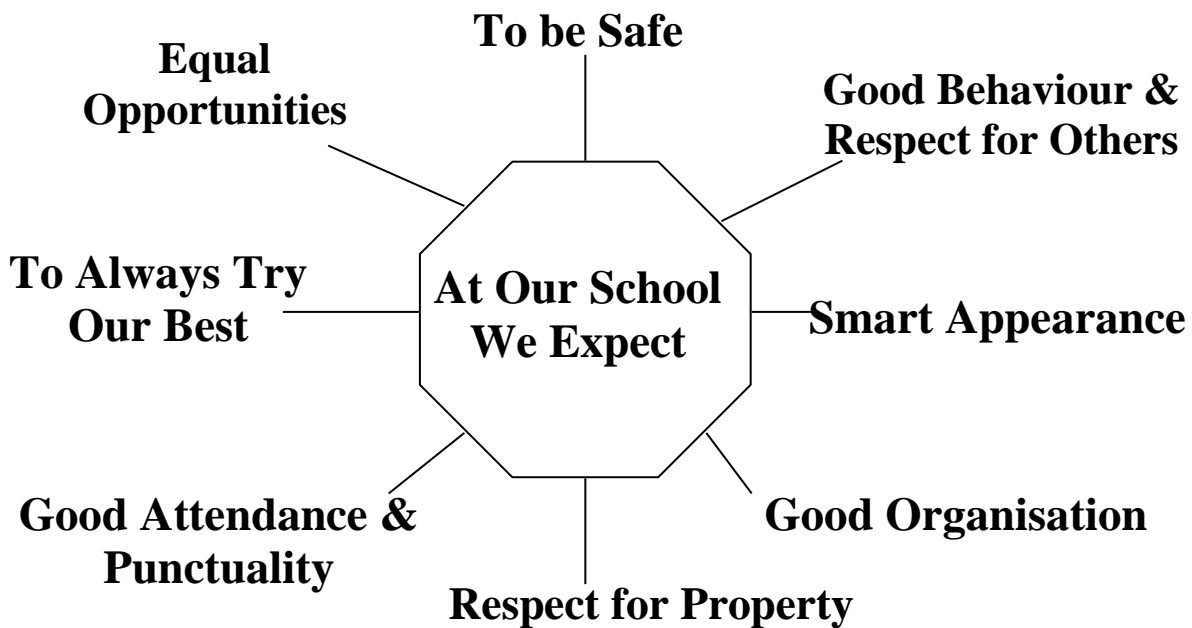 To be Safe
Equal
Opportunities
Good Behaviour &
Respect for Others
To Always Try
Our Best
At Our School
We Expect
Smart Appearance
Good Attendance &
Punctuality
Good Organisation
Respect for Property